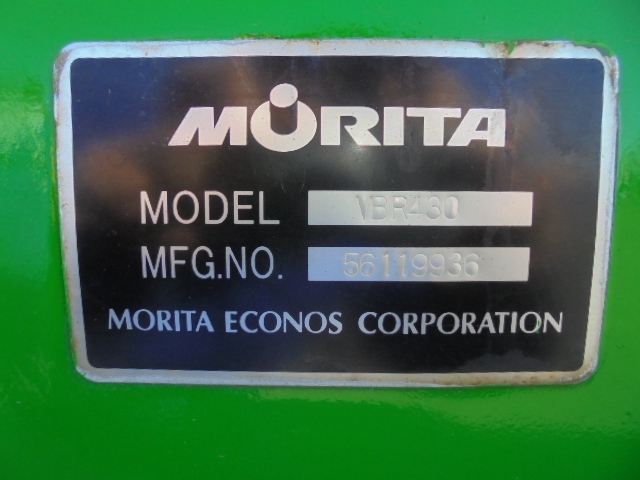 MORITA
MODEL VBR430
MFG.NO. 56119936
MORITA ECONOS CORPORATION